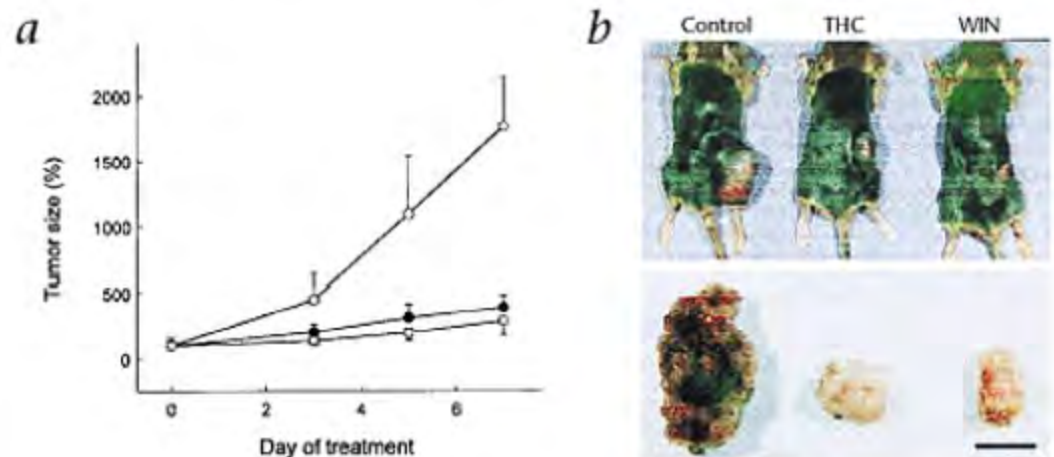 a
Tumor size (%)
2000
1500
1000
500
0
0 2 4 6
Day of treatment
b
Control THC WIN